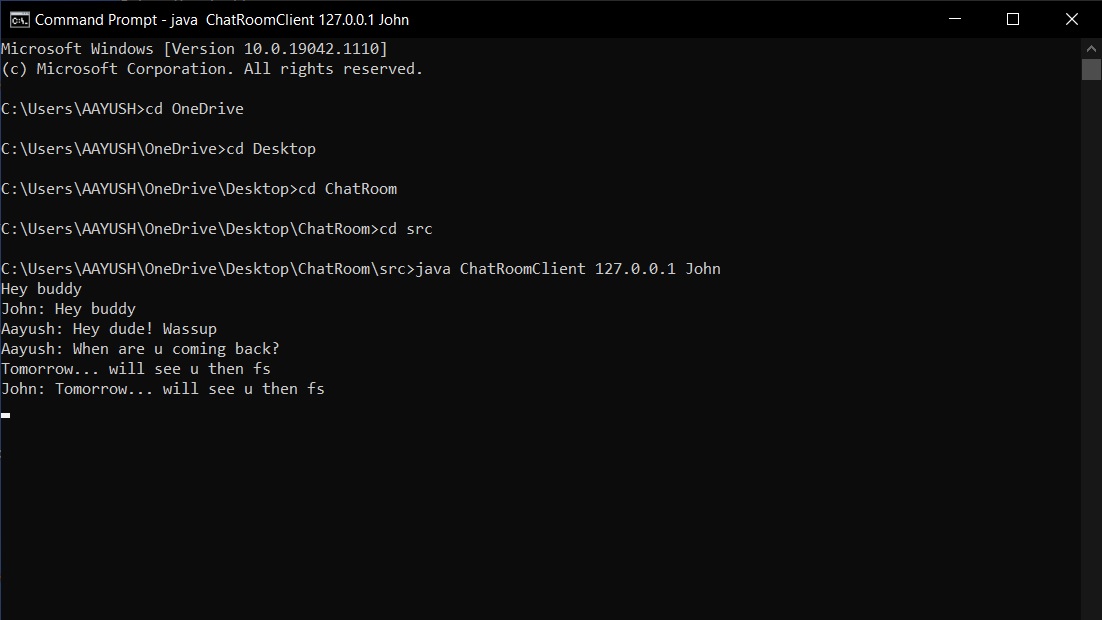 Command Prompt - java  ChatRoomClient 127.0.0.1 John
Microsoft Windows [Version 10.0.19042.1110]
(c) Microsoft Corporation. All rights reserved.
C:\Users\AAYUSH>cd OneDrive
C:\Users\AAYUSH\OneDrive>cd Desktop
C:\Users\AAYUSH\OneDrive\Desktop>cd ChatRoom
C:\Users\AAYUSH\OneDrive\Desktop\ChatRoom>cd src
C:\Users\AAYUSH\OneDrive\Desktop\ChatRoom\src>java ChatRoomClient 127.0.0.1 John
Hey buddy
John: Hey buddy
Aayush: Hey dude! Wassup
Aayush: When are u coming back?
Tomorrow... will see u then fs
John: Tomorrow... will see u then fs